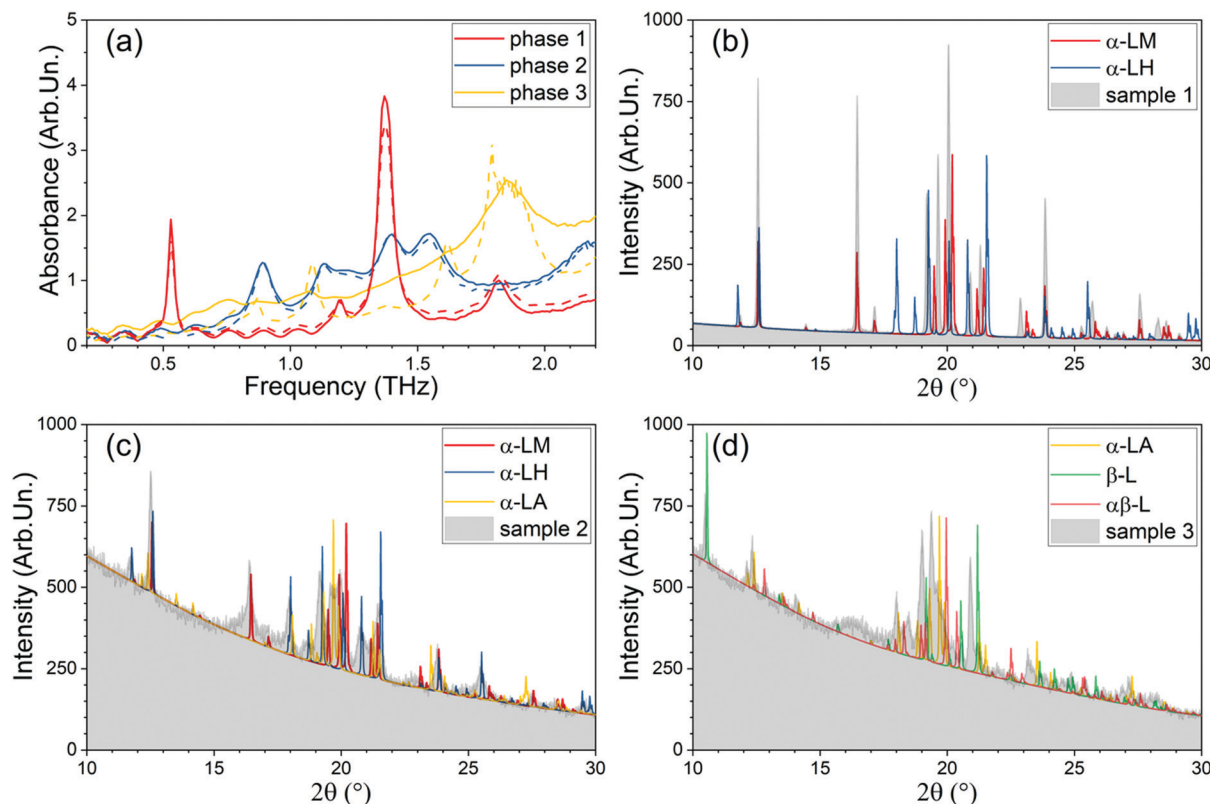 (a)
phase 1
phase 2
phase 3
Absorbance (Arb.Un.)
5
4
3
2
1
0
0.5
1.0
1.5
2.0
Frequency (THz)
(b)
α-LM
α-LH
sample 1
Intensity (Arb.Un.)
1000
750
500
250
0
10
15
20
25
30
2θ (°)
(c)
α-LM
α-LH
α-LA
sample 2
Intensity (Arb.Un.)
1000
750
500
250
0
10
15
20
25
30
2θ (°)
(d)
α-LA
β-L
αβ-L
sample 3
Intensity (Arb.Un.)
1000
750
500
250
0
10
15
20
25
30
2θ (°)